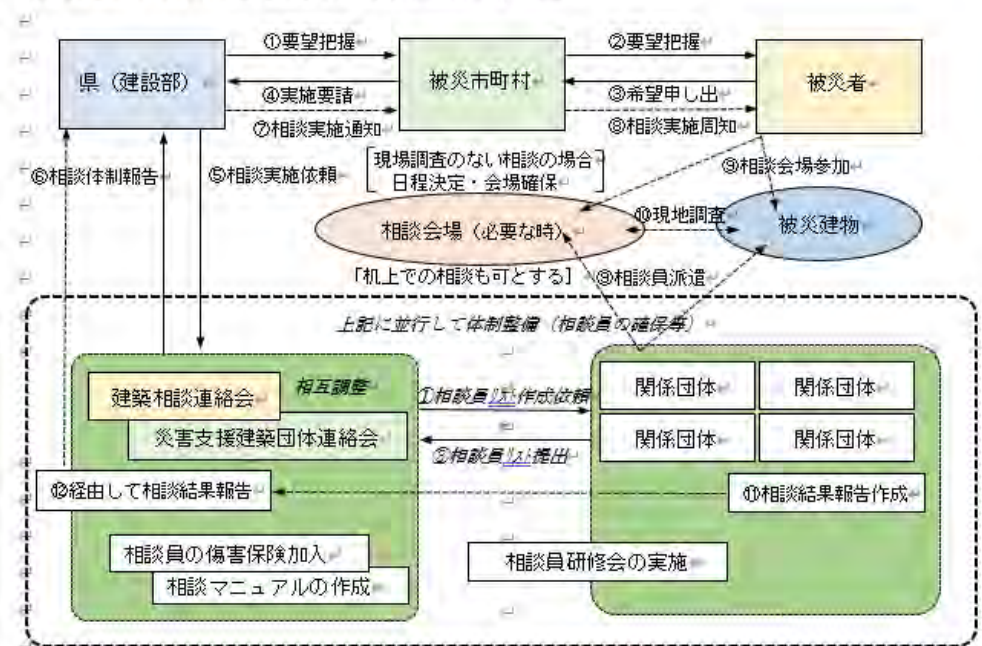 ①要望把握
②要望把握
県（建設部）
被災市町村
被災者
④実施要請
③希望申し出
⑦相談実施通知
⑧相談実施周知
⑥相談体制報告
⑤相談実施依頼
現場調査のない相談の場合
日程決定・会場確保
⑨相談会場参加
相談会場（必要な時）
⑩現地調査
被災建物
「机上での相談も可とする］
⑨相談員派遣
上記に並行して体制整備（相談員の確保等）
建築相談連絡会
相互調整
災害支援建築団体連絡会
①相談員リスト作成依頼
②相談員リスト提出
関係団体
関係団体
関係団体
関係団体
⑫経由して相談結果報告
⑪相談結果報告作成
相談員の傷害保険加入
相談マニュアルの作成
相談員研修会の実施